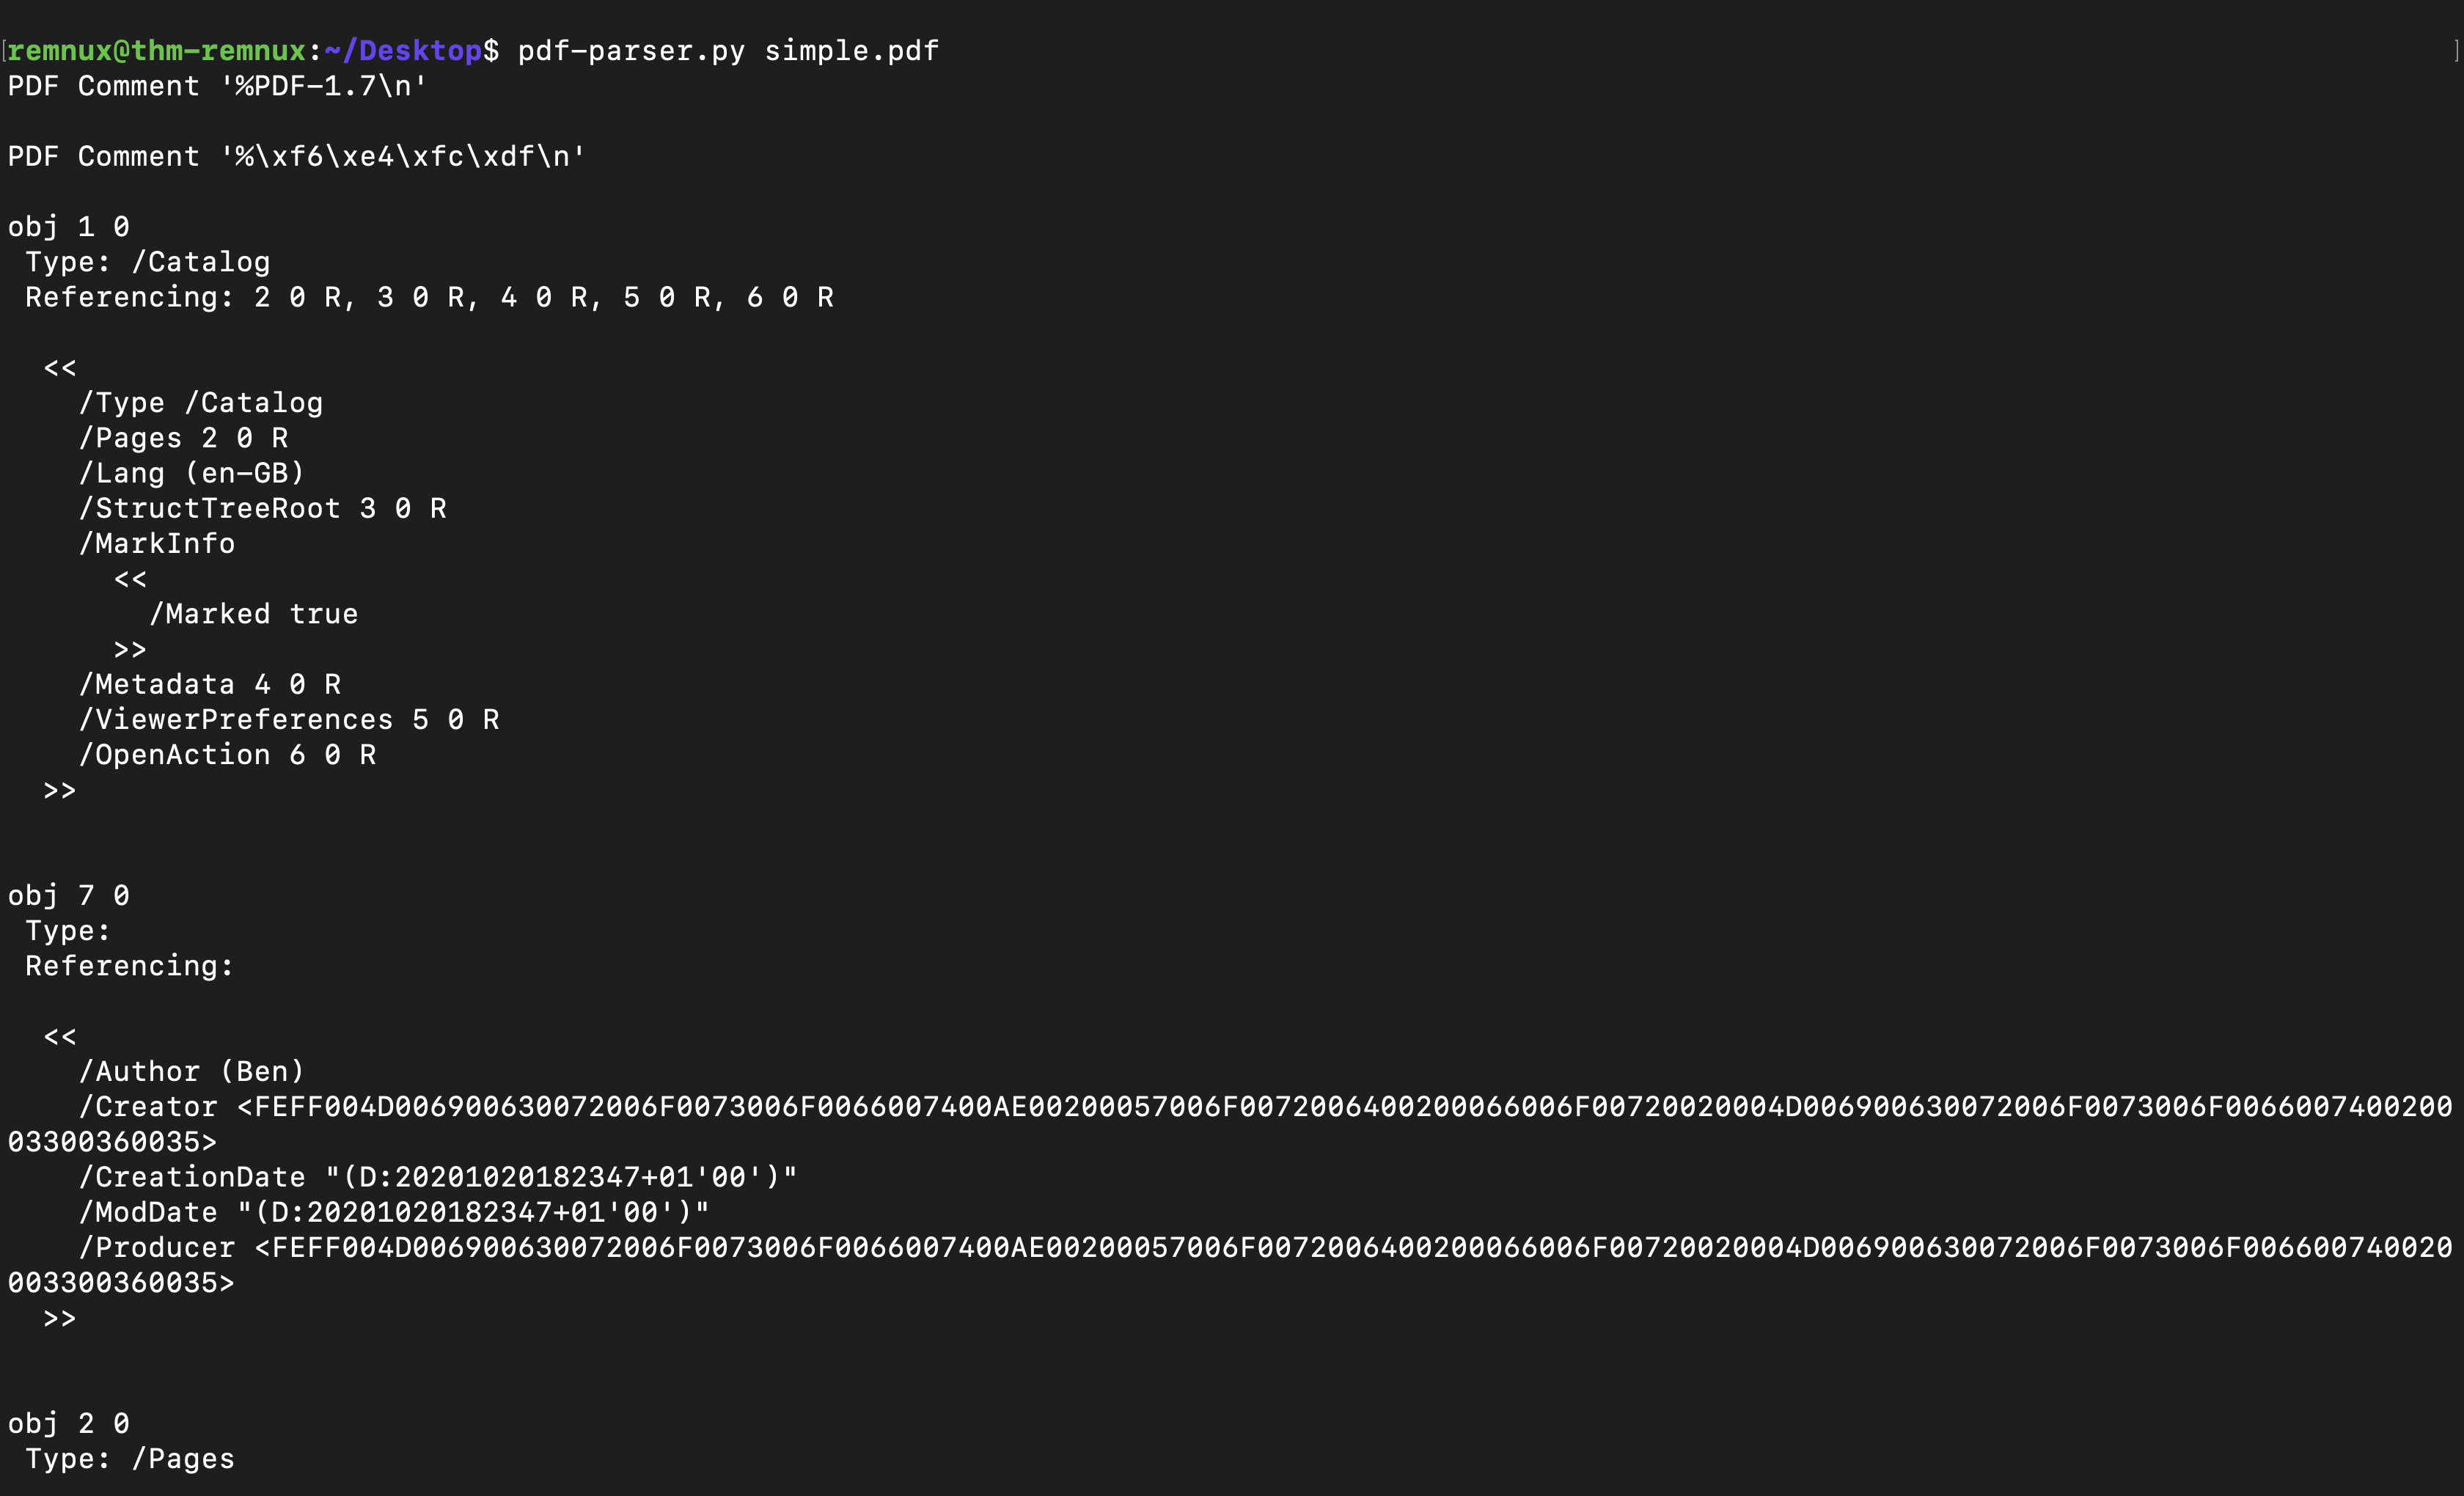 remnux@thm-remnux:~/Desktop$ pdf-parser.py simple.pdf
PDF Comment '%PDF-1.7\n'
PDF Comment '%\xf6\xe4\xfc\xdf\n'
obj 1 0
Type: /Catalog
Referencing: 2 0 R, 3 0 R, 4 0 R, 5 0 R, 6 0 R
<<
/Type /Catalog
/Pages 2 0 R
/Lang (en-GB)
/StructTreeRoot 3 0 R
/MarkInfo
<<
/Marked true
>>
/Metadata 4 0 R
/ViewerPreferences 5 0 R
/OpenAction 6 0 R
>>
obj 7 0
Type:
Referencing:
<<
/Author (Ben)
/Creator <FEFF004D006900630072006F0073006F0066007400AE00200057006F0072006400200066006F00720020004D006900630072006F0073006F0066007400200
03300360035>
/CreationDate "(D:20201020182347+01'00')"
/ModDate "(D:20201020182347+01'00')"
/Producer <FEFF004D006900630072006F0073006F0066007400AE00200057006F0072006400200066006F00720020004D006900630072006F0073006F006600740020
003300360035>
>>
obj 2 0
Type: /Pages